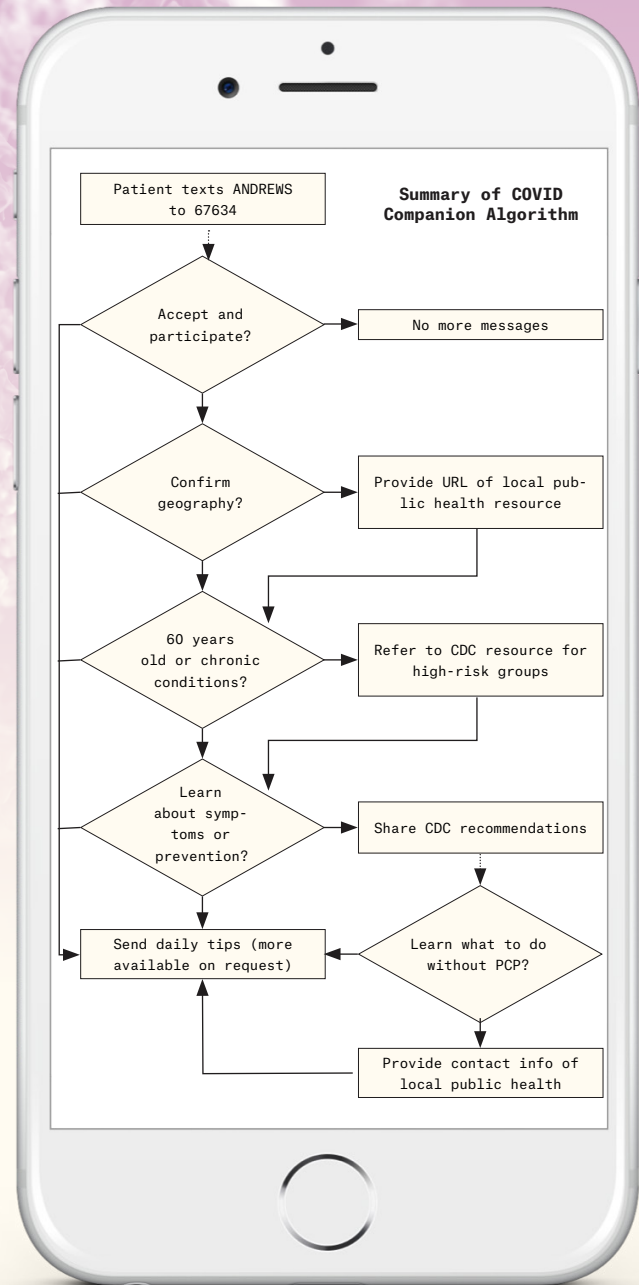 Patient texts ANDREWS
to 67634
Summary of COVID
Companion Algorithm
Accept and
participate?
No more messages
Confirm
geography?
Provide URL of local pub-
lic health resource
60 years
old or chronic
conditions?
Refer to CDC resource for
high-risk groups
Learn
about symp-
toms or
prevention?
Share CDC recommendations
Send daily tips (more
available on request)
Learn what to do
without PCP?
Provide contact info of
local public health